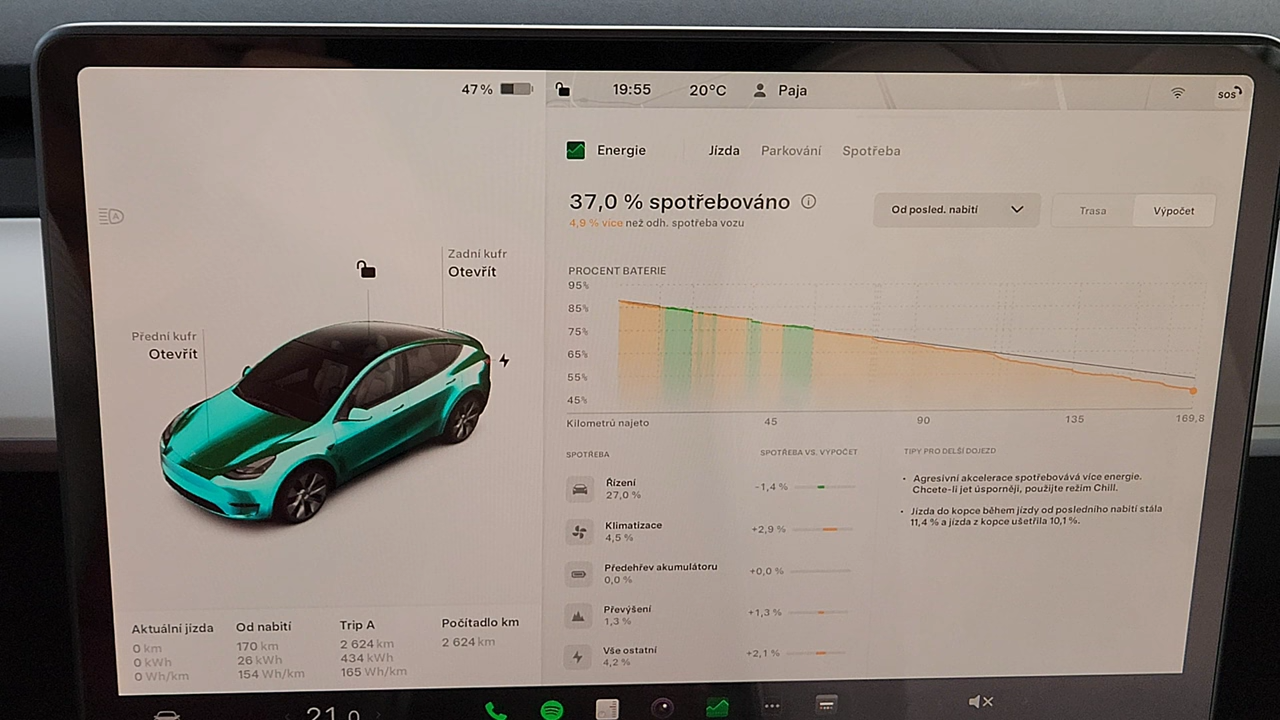 47 %
19:55 20°C Paja
SOS
A
Energie Jízda Parkování Spotřeba
37,0 % spotřebováno
4,9 % více než odh. spotřeba vozu
Od posled. nabití
Trasa Výpočet
Zadní kufr
Otevřít
Přední kufr
Otevřít
PROCENT BATERIE
95%
85%
75%
65%
55%
45%
Kilometrů najeto 45 90 135 169,8
SPOTŘEBA SPOTŘEBA VS. VÝPOČET
Řízení
27,0 % -1,4 %
Klimatizace
4,5 % +2,9 %
Předehřev akumulátoru
0,0 % +0,0 %
Převýšení
1,3 % +1,3 %
Vše ostatní
4,2 % +2,1 %
TIPY PRO DELŠÍ DOJEZD
• Agresivní akcelerace spotřebovává více energie.
Chcete-li jet úsporněji, použijte režim Chill.
• Jízda do kopce během jízdy od posledního nabití stála
11,4 % a jízda z kopce ušetřila 10,1 %.
Aktuální jízda
0 km
0 kWh
0 Wh/km
Od nabití
170 km
26 kWh
154 Wh/km
Trip A
2 624 km
434 kWh
165 Wh/km
Počítadlo km
2 624 km
21.0